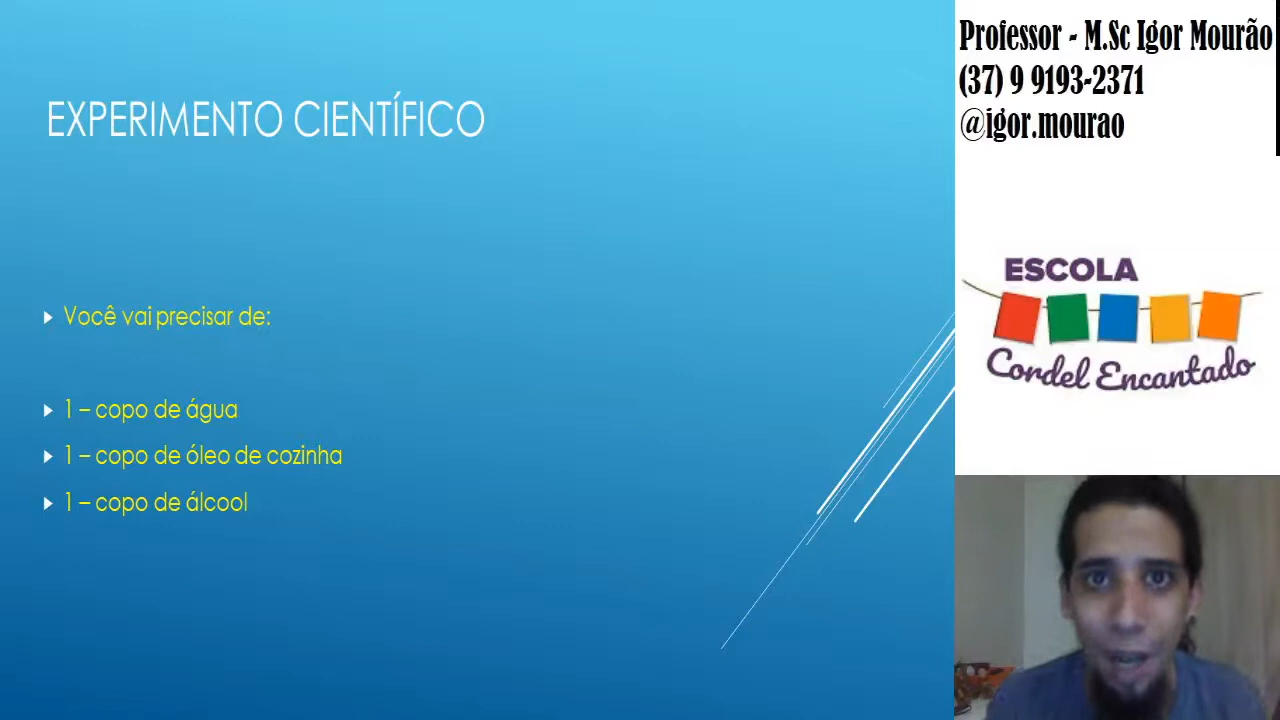 EXPERIMENTO CIENTÍFICO
Você vai precisar de:
1 – copo de água
1 – copo de óleo de cozinha
1 – copo de álcool
Professor - M.Sc Igor Mourão
(37) 9 9193-2371
@igor.mourao
ESCOLA
Cordel Encantado